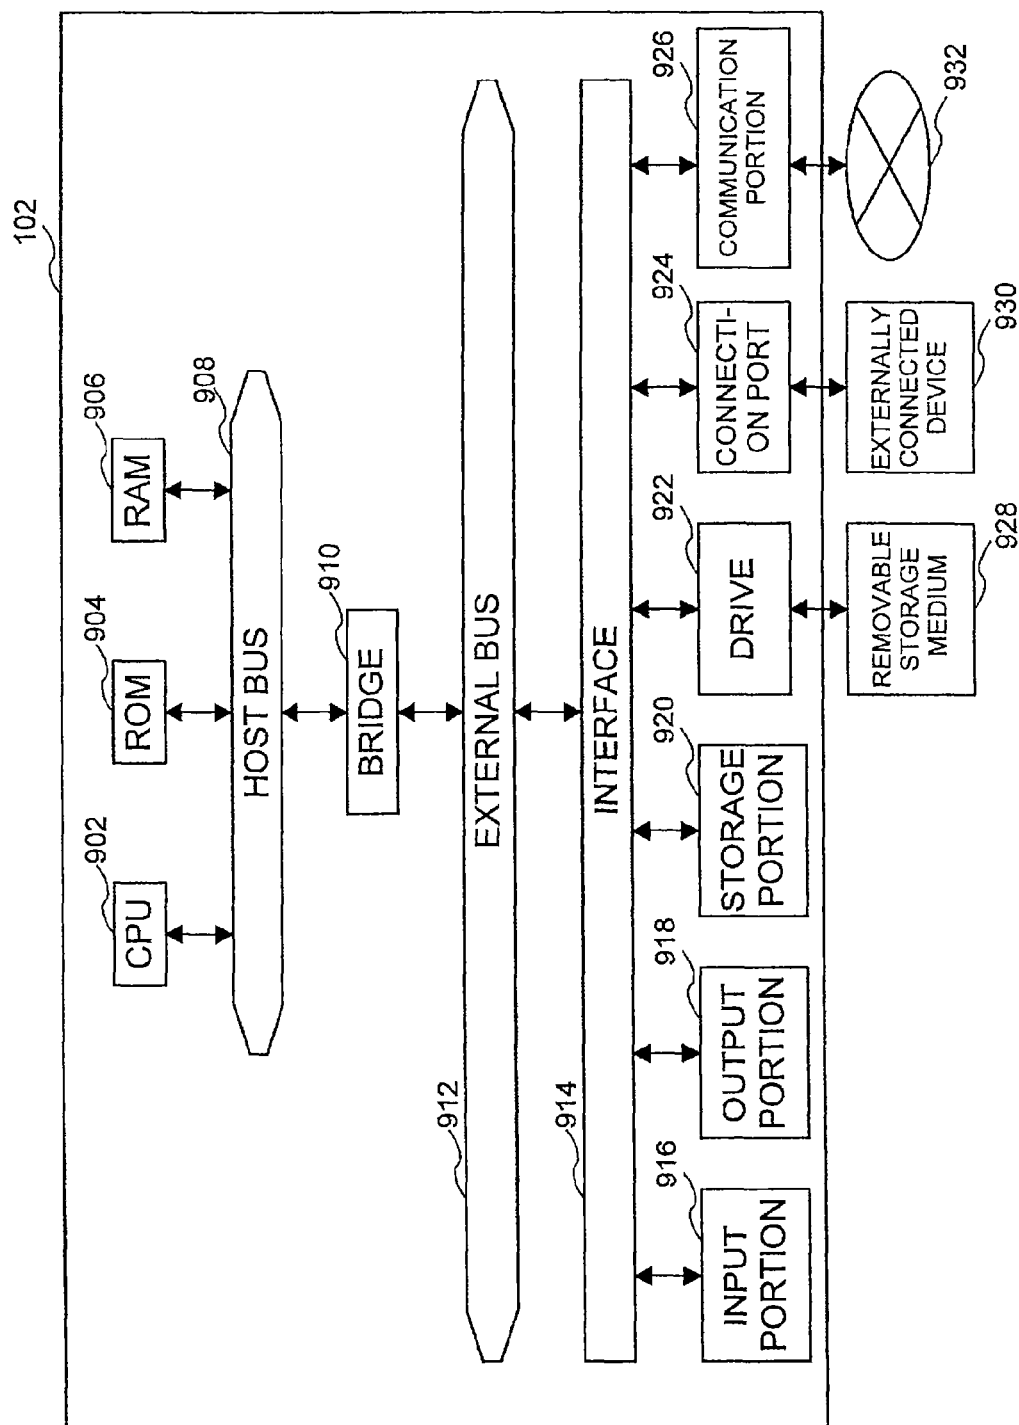 102
902
CPU
904
ROM
906
RAM
908
HOST BUS
910
BRIDGE
912
EXTERNAL BUS
914
INTERFACE
916
INPUT
PORTION
918
OUTPUT
PORTION
920
STORAGE
PORTION
922
DRIVE
924
CONNECTI-
ON PORT
926
COMMUNICATION
PORTION
REMOVABLE
STORAGE
MEDIUM
928
EXTERNALLY
CONNECTED
DEVICE
930
932